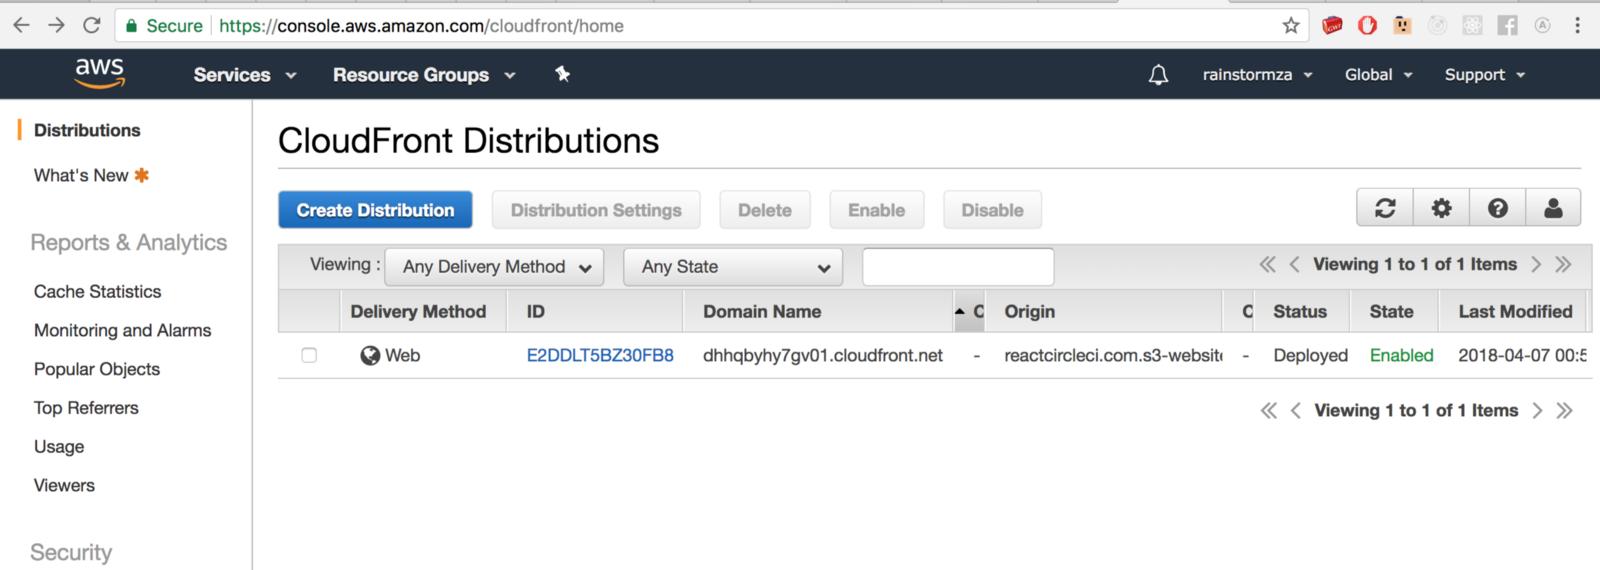 Secure https://console.aws.amazon.com/cloudfront/home
aws Services Resource Groups rainstormza Global Support
Distributions
What's New
Reports & Analytics
Cache Statistics
Monitoring and Alarms
Popular Objects
Top Referrers
Usage
Viewers
Security
CloudFront Distributions
Create Distribution Distribution Settings Delete Enable Disable
Viewing : Any Delivery Method Any State Viewing 1 to 1 of 1 Items
Delivery Method ID Domain Name C Origin C Status State Last Modified
Web E2DDLT5BZ30FB8 dhhqbyhy7gv01.cloudfront.net - reactcircleci.com.s3-website - Deployed Enabled 2018-04-07 00:5
Viewing 1 to 1 of 1 Items